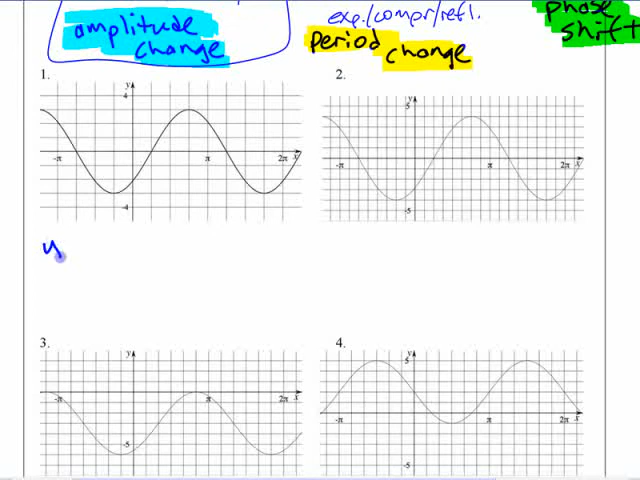 amplitude
change
exp./compr/refl.
period
change
phase
shift
1.
y
4
-π
π
2π
x
-4
2.
y
5
-π
π
2π
x
-5
y
3.
y
-π
π
2π
x
-5
4.
y
5
-π
π
2π
x
-5